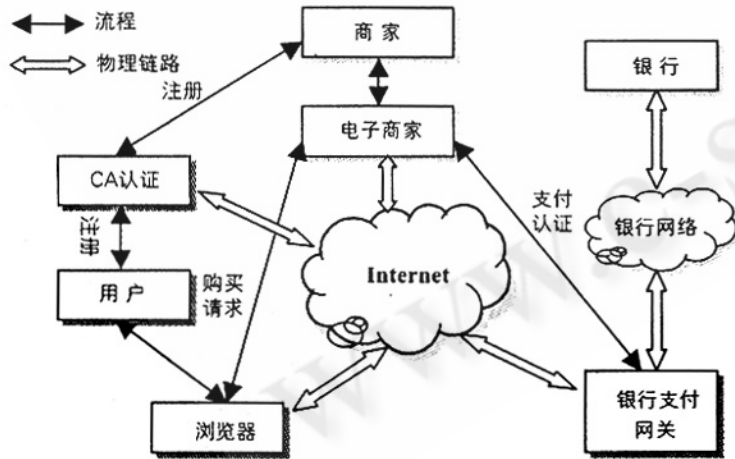 流程
物理链路
商家
银行
注册
电子商家
CA认证
支付
认证
银行网络
注册
Internet
用户
购买
请求
浏览器
银行支付
网关